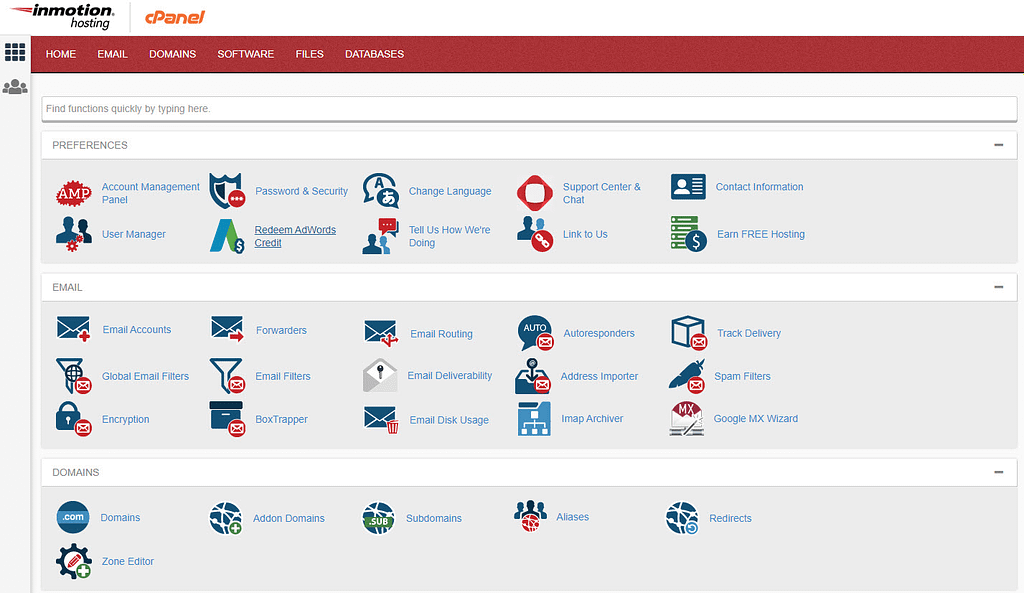 inmotion
hosting
cPanel
HOME EMAIL DOMAINS SOFTWARE FILES DATABASES
Find functions quickly by typing here.
PREFERENCES
AMP
Account Management
Panel
Password & Security
A
あ
Change Language
Support Center &
Chat
Contact Information
User Manager
$
Redeem AdWords
Credit
Tell Us How We're
Doing
Link to Us
$
Earn FREE Hosting
EMAIL
Email Accounts
Forwarders
Email Routing
AUTO
Autoresponders
Track Delivery
Global Email Filters
Email Filters
Email Deliverability
@
Address Importer
Spam Filters
Encryption
BoxTrapper
Email Disk Usage
Imap Archiver
MX
Google MX Wizard
DOMAINS
.com
Domains
Addon Domains
.SUB
Subdomains
Aliases
Redirects
Zone Editor